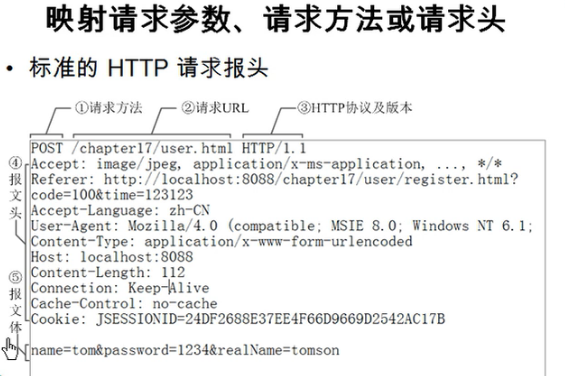 映射请求参数、请求方法或请求头
• 标准的 HTTP 请求报头
①请求方法 ②请求URL ③HTTP协议及版本
POST /chapter17/user.html HTTP/1.1
④报文头
Accept: image/jpeg, application/x-ms-application, ..., */*
Referer: http://localhost:8088/chapter17/user/register.html?
code=100&time=123123
Accept-Language: zh-CN
User-Agent: Mozilla/4.0 (compatible; MSIE 8.0; Windows NT 6.1;
Content-Type: application/x-www-form-urlencoded
Host: localhost:8088
Content-Length: 112
Connection: Keep-Alive
Cache-Control: no-cache
Cookie: JSESSIONID=24DF2688E37EE4F66D9669D2542AC17B
⑤报文体
name=tom&password=1234&realName=tomson